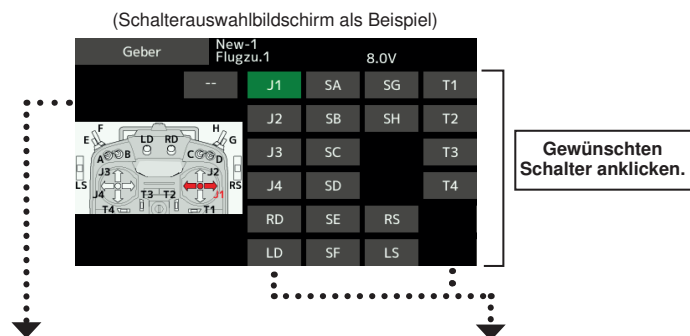 (Schalterauswahlbildschirm als Beispiel)
Geber
New-1
Flugzu.1
8.0V
-- J1 SA SG T1
J2 SB SH T2
J3 SC T3
J4 SD T4
RD SE RS
LD SF LS
F H
E LD RD G
A B C D
J3 J2
LS J4 T3 T2 J1 RS
T4 T1
Gewünschten
Schalter anklicken.